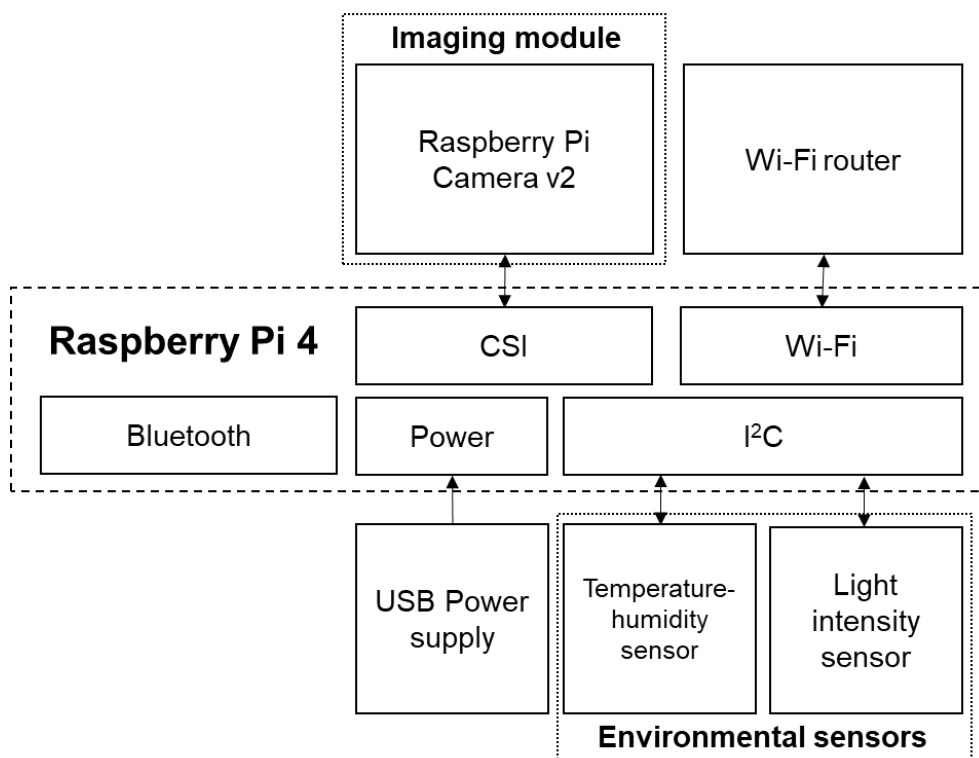 Imaging module
Raspberry Pi
Camera v2
Wi-Fi router
Raspberry Pi 4
CSI
Wi-Fi
Bluetooth
Power
I²C
USB Power
supply
Temperature-
humidity
sensor
Light
intensity
sensor
Environmental sensors